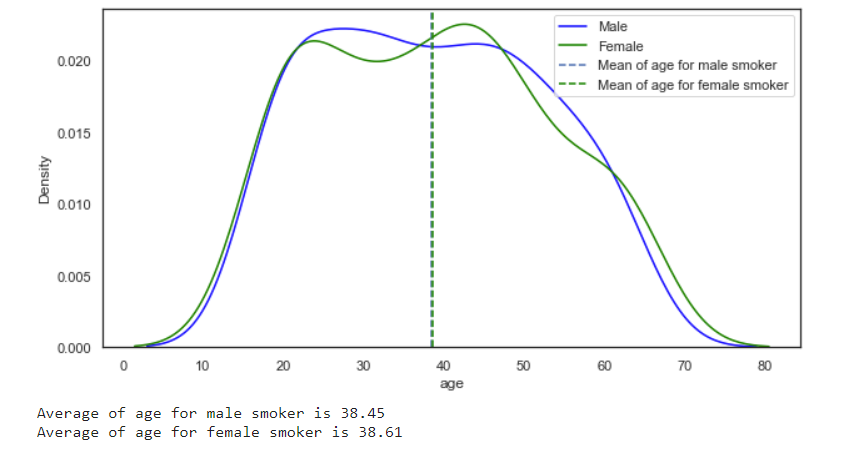 Male
Female
Mean of age for male smoker
Mean of age for female smoker
Density
0.020
0.015
0.010
0.005
0.000
0 10 20 30 40 50 60 70 80
age
Average of age for male smoker is 38.45
Average of age for female smoker is 38.61